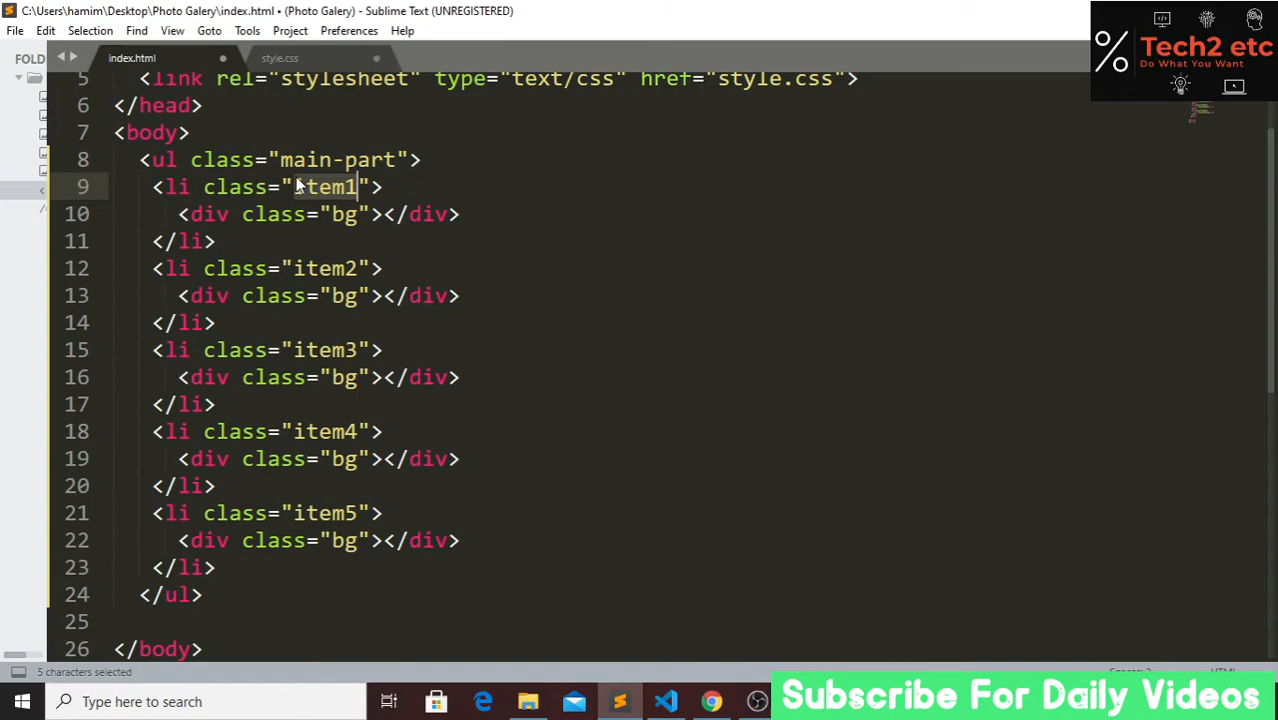 C:\Users\hamim\Desktop\Photo Galery\index.html • (Photo Galery) - Sublime Text (UNREGISTERED)
File Edit Selection Find View Goto Tools Project Preferences Help
Tech2 etc
Do What You Want
FOLD
index.html
style.css
5 <link rel="stylesheet" type="text/css" href="style.css">
6 </head>
7 <body>
8 <ul class="main-part">
9 <li class="item1">
10 <div class="bg"></div>
11 </li>
12 <li class="item2">
13 <div class="bg"></div>
14 </li>
15 <li class="item3">
16 <div class="bg"></div>
17 </li>
18 <li class="item4">
19 <div class="bg"></div>
20 </li>
21 <li class="item5">
22 <div class="bg"></div>
23 </li>
24 </ul>
25
26 </body>
5 characters selected
Type here to search
Subscribe For Daily Videos